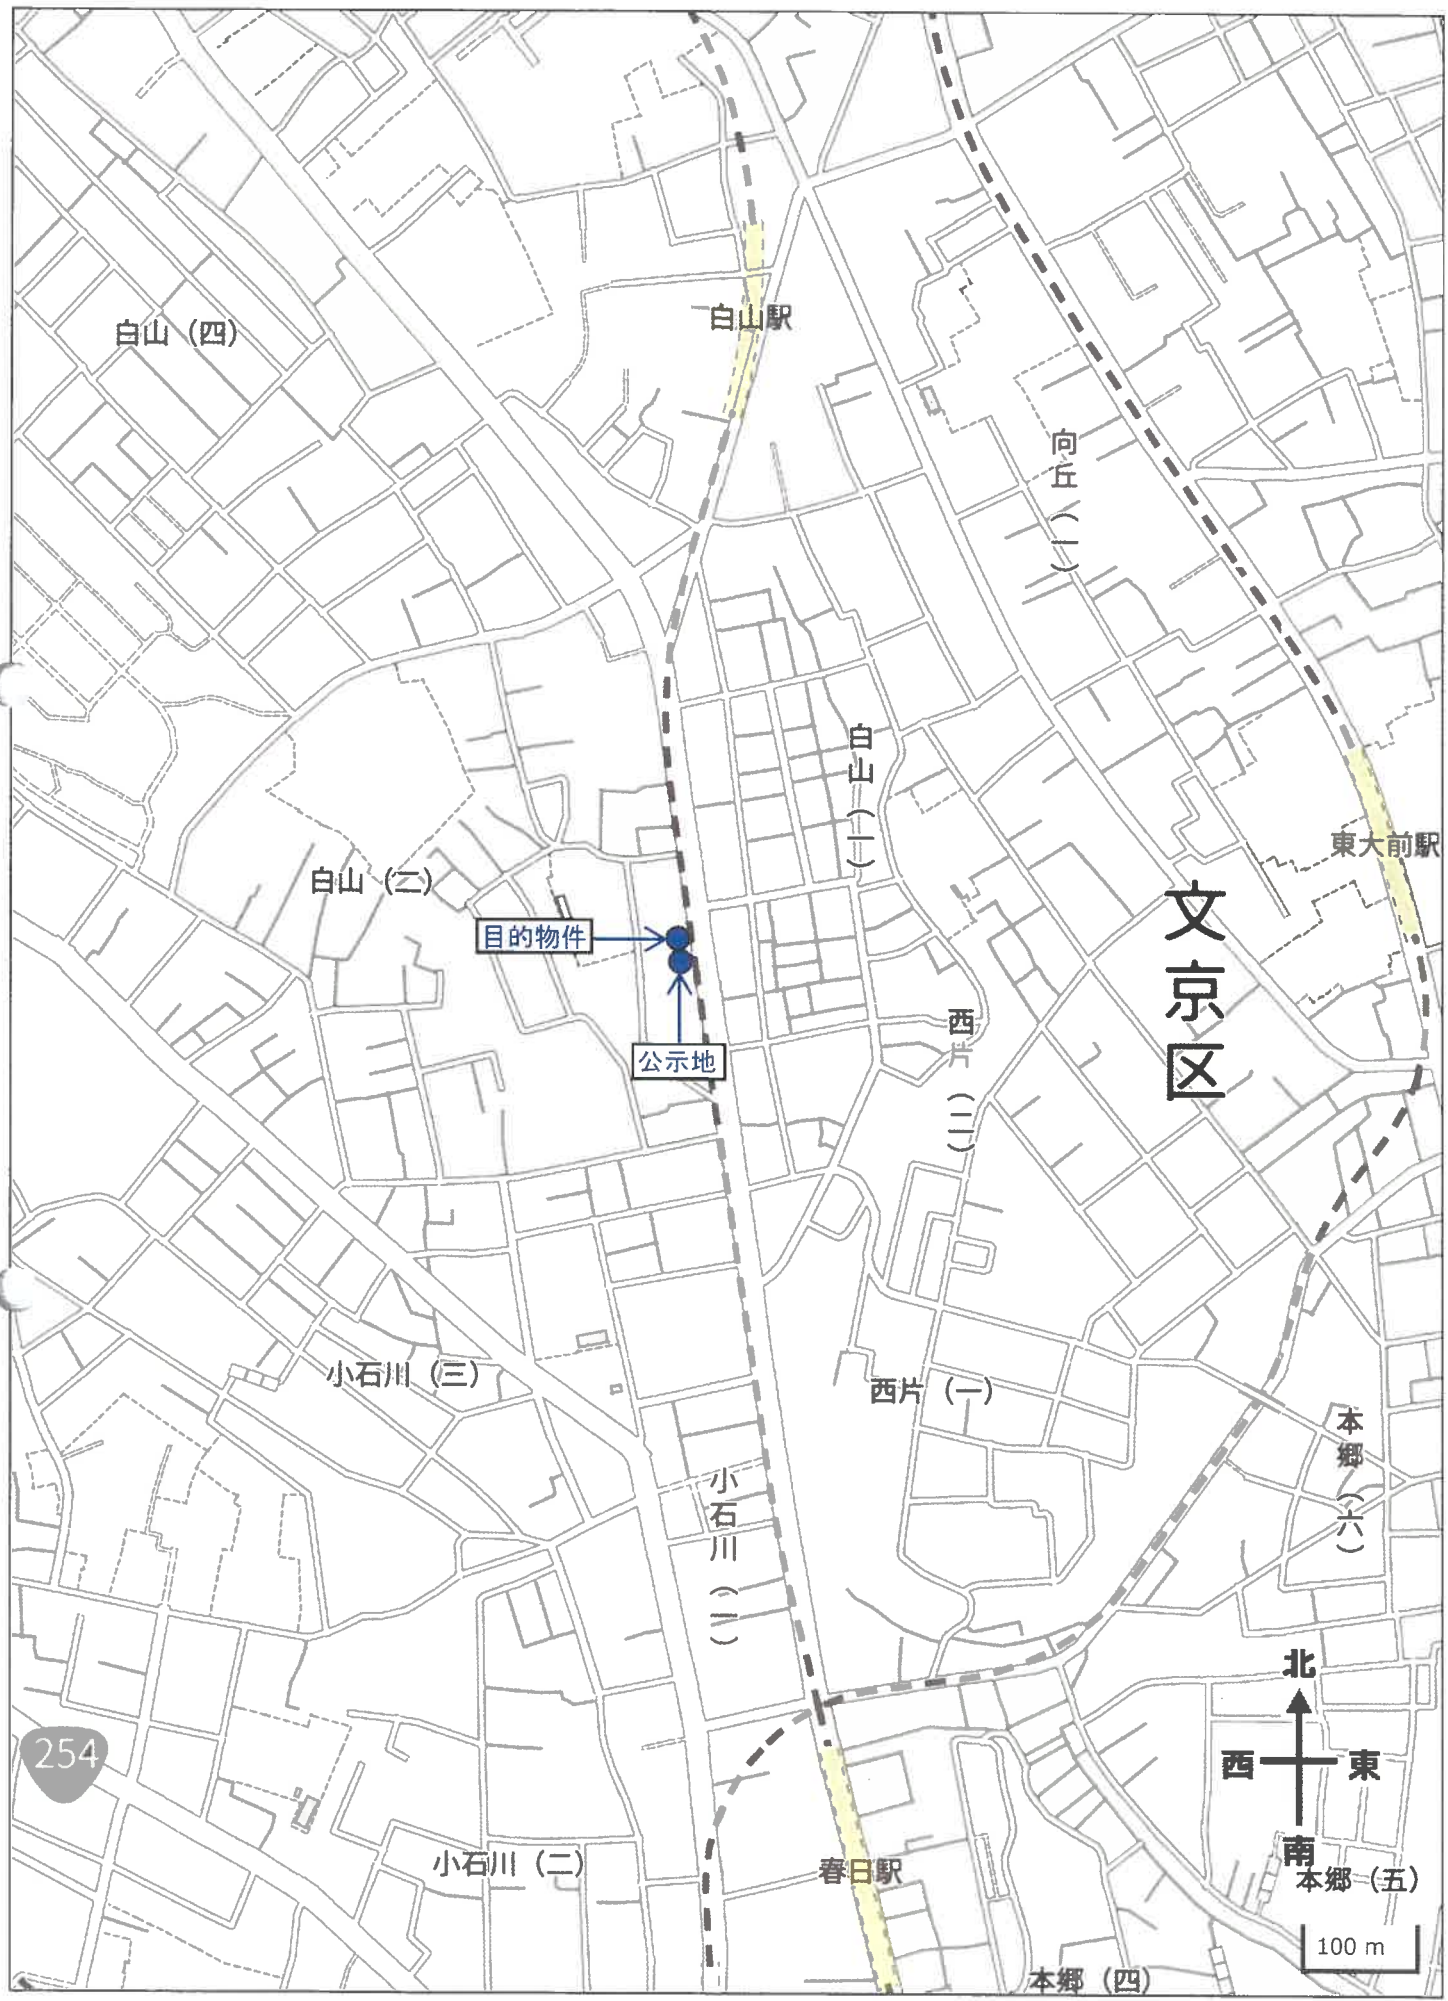 白山駅
白山（四）
向丘（一）
白山（一）
東大前駅
白山（二）
文京区
目的物件
西片（二）
公示地
小石川（三）
西片（一）
本郷（六）
小石川（一）
北
254
西
東
南
小石川（二）
春日駅
本郷（五）
100 m
本郷（四）